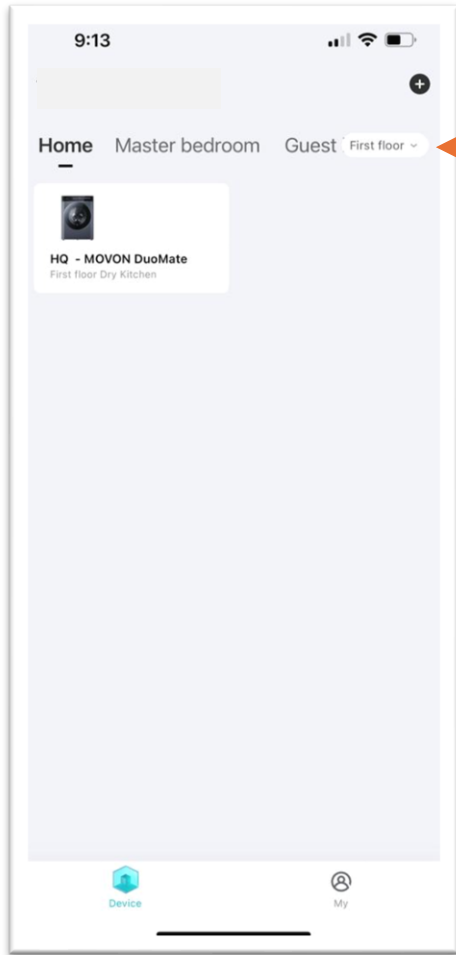 9:13
Home Master bedroom Guest First floor
HQ - MOVON DuoMate
First floor Dry Kitchen
Device My